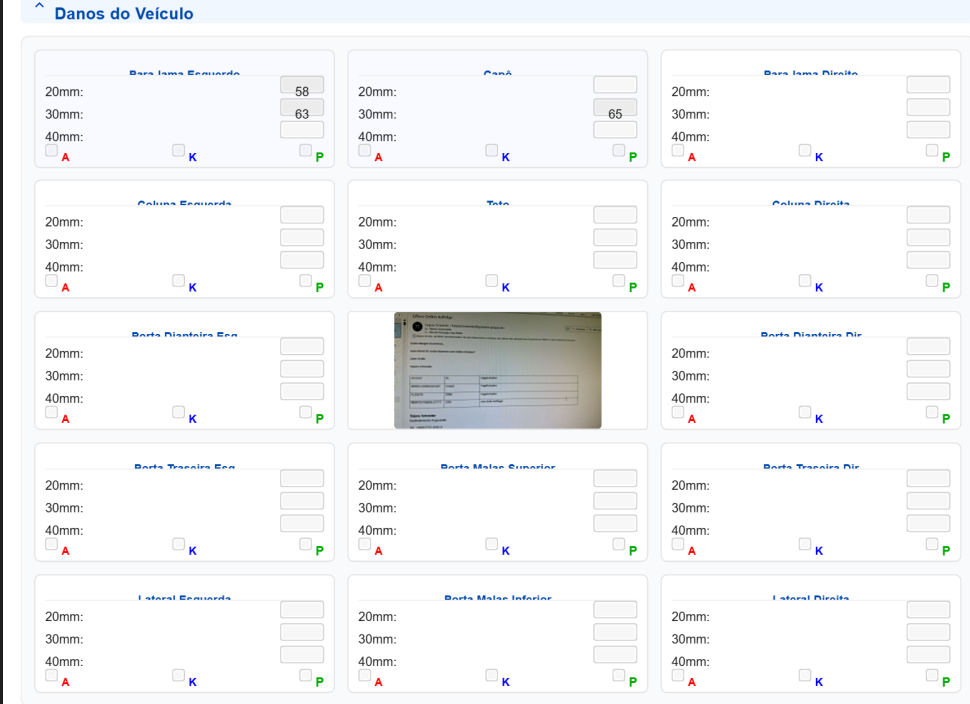 Danos do Veículo
Para-lama Esquerdo
20mm: 58
30mm: 63
40mm:
A K P
Capô
20mm:
30mm: 65
40mm:
A K P
Para-lama Direito
20mm:
30mm:
40mm:
A K P
Coluna Esquerda
20mm:
30mm:
40mm:
A K P
Teto
20mm:
30mm:
40mm:
A K P
Coluna Direita
20mm:
30mm:
40mm:
A K P
Porta Dianteira Esq.
20mm:
30mm:
40mm:
A K P
Porta Dianteira Dir.
20mm:
30mm:
40mm:
A K P
Porta Traseira Esq.
20mm:
30mm:
40mm:
A K P
Porta Malas Superior
20mm:
30mm:
40mm:
A K P
Porta Traseira Dir.
20mm:
30mm:
40mm:
A K P
Lateral Esquerda
20mm:
30mm:
40mm:
A K P
Porta Malas Inferior
20mm:
30mm:
40mm:
A K P
Lateral Direita
20mm:
30mm:
40mm:
A K P